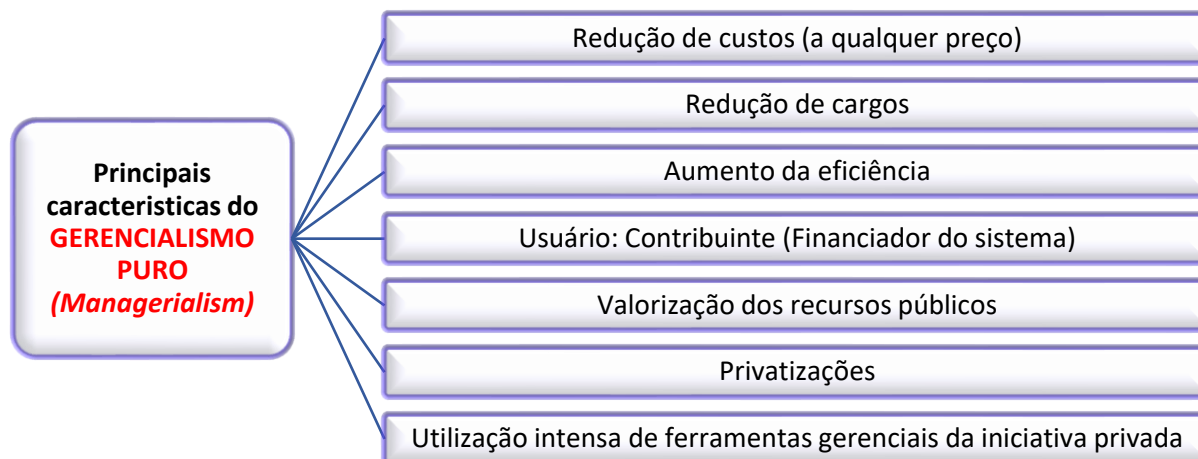 Principais
caracteristicas do
GERENCIALISMO
PURO
(Managerialism)
Redução de custos (a qualquer preço)
Redução de cargos
Aumento da eficiência
Usuário: Contribuinte (Financiador do sistema)
Valorização dos recursos públicos
Privatizações
Utilização intensa de ferramentas gerenciais da iniciativa privada